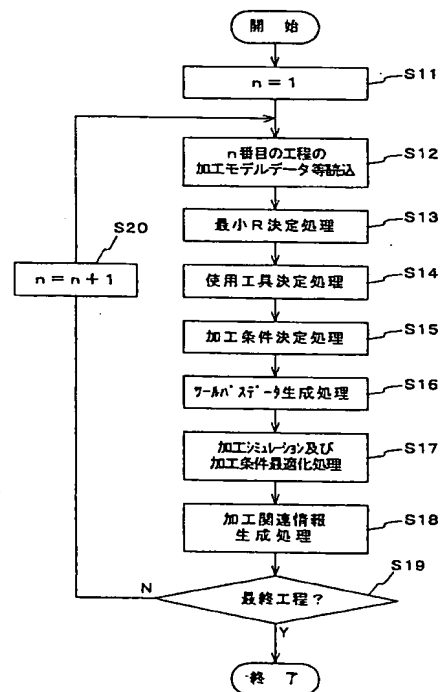 開 始
n=1
S11
n番目の工程の
加工モデルデータ等読込
S12
最小R決定処理
S13
S20
n=n+1
使用工具決定処理
S14
加工条件決定処理
S15
ツールパスデータ生成処理
S16
加工シミュレーション及び
加工条件最適化処理
S17
加工関連情報
生成処理
S18
S19
最終工程?
N
Y
終 了